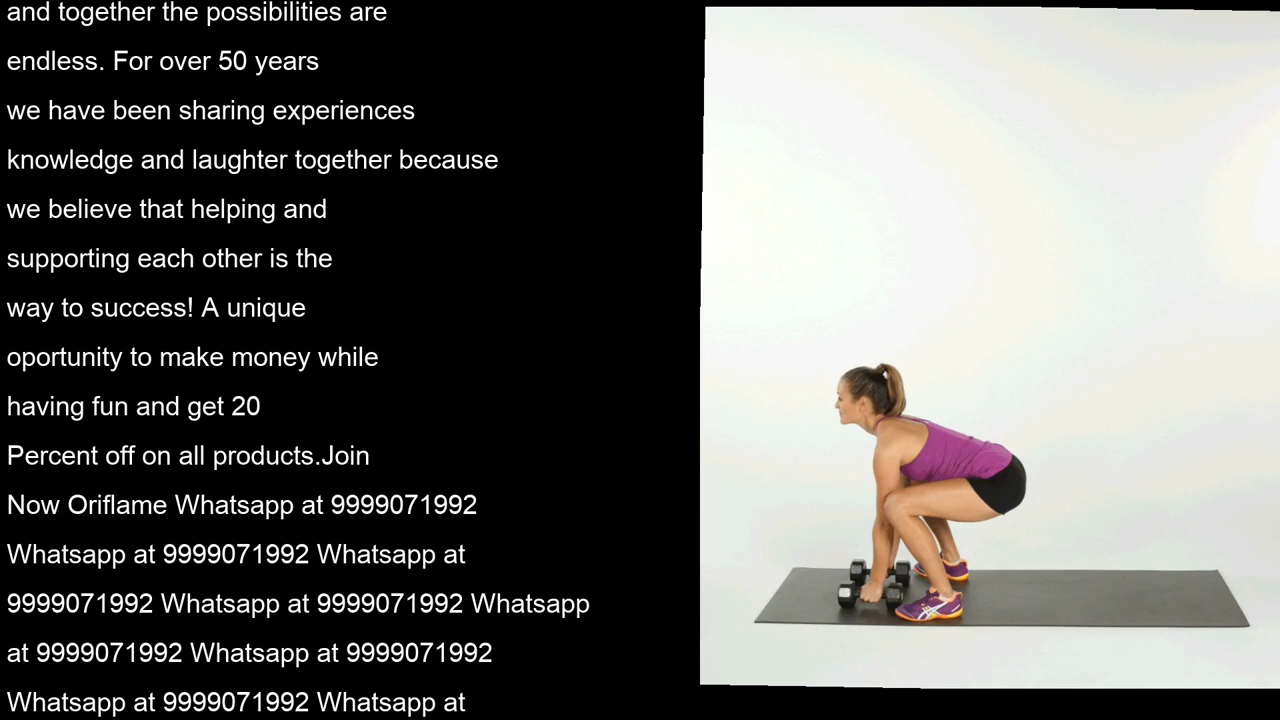 and together the possibilities are
endless. For over 50 years
we have been sharing experiences
knowledge and laughter together because
we believe that helping and
supporting each other is the
way to success! A unique
oportunity to make money while
having fun and get 20
Percent off on all products.Join
Now Oriflame Whatsapp at 9999071992
Whatsapp at 9999071992 Whatsapp at
9999071992 Whatsapp at 9999071992 Whatsapp
at 9999071992 Whatsapp at 9999071992
Whatsapp at 9999071992 Whatsapp at